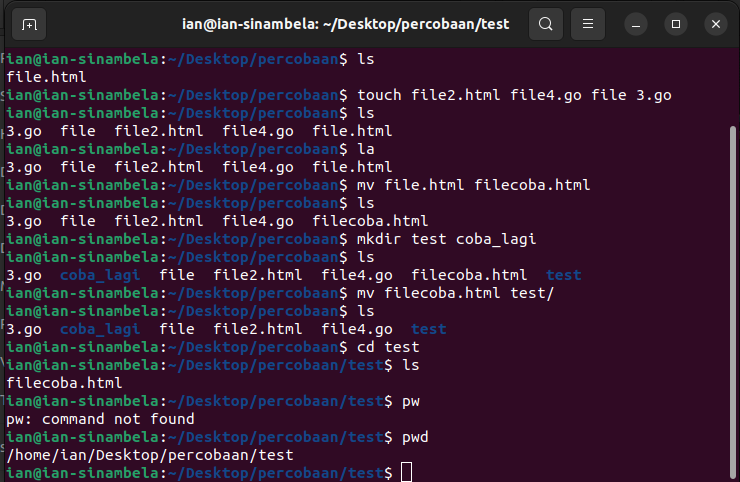 ian@ian-sinambela: ~/Desktop/percobaan/test
ian@ian-sinambela:~/Desktop/percobaan$ ls
file.html
ian@ian-sinambela:~/Desktop/percobaan$ touch file2.html file4.go file 3.go
ian@ian-sinambela:~/Desktop/percobaan$ ls
3.go  file  file2.html  file4.go  file.html
ian@ian-sinambela:~/Desktop/percobaan$ la
3.go  file  file2.html  file4.go  file.html
ian@ian-sinambela:~/Desktop/percobaan$ mv file.html filecoba.html
ian@ian-sinambela:~/Desktop/percobaan$ ls
3.go  file  file2.html  file4.go  filecoba.html
ian@ian-sinambela:~/Desktop/percobaan$ mkdir test coba_lagi
ian@ian-sinambela:~/Desktop/percobaan$ ls
3.go  coba_lagi  file  file2.html  file4.go  filecoba.html  test
ian@ian-sinambela:~/Desktop/percobaan$ mv filecoba.html test/
ian@ian-sinambela:~/Desktop/percobaan$ ls
3.go  coba_lagi  file  file2.html  file4.go  test
ian@ian-sinambela:~/Desktop/percobaan$ cd test
ian@ian-sinambela:~/Desktop/percobaan/test$ ls
filecoba.html
ian@ian-sinambela:~/Desktop/percobaan/test$ pw
pw: command not found
ian@ian-sinambela:~/Desktop/percobaan/test$ pwd
/home/ian/Desktop/percobaan/test
ian@ian-sinambela:~/Desktop/percobaan/test$